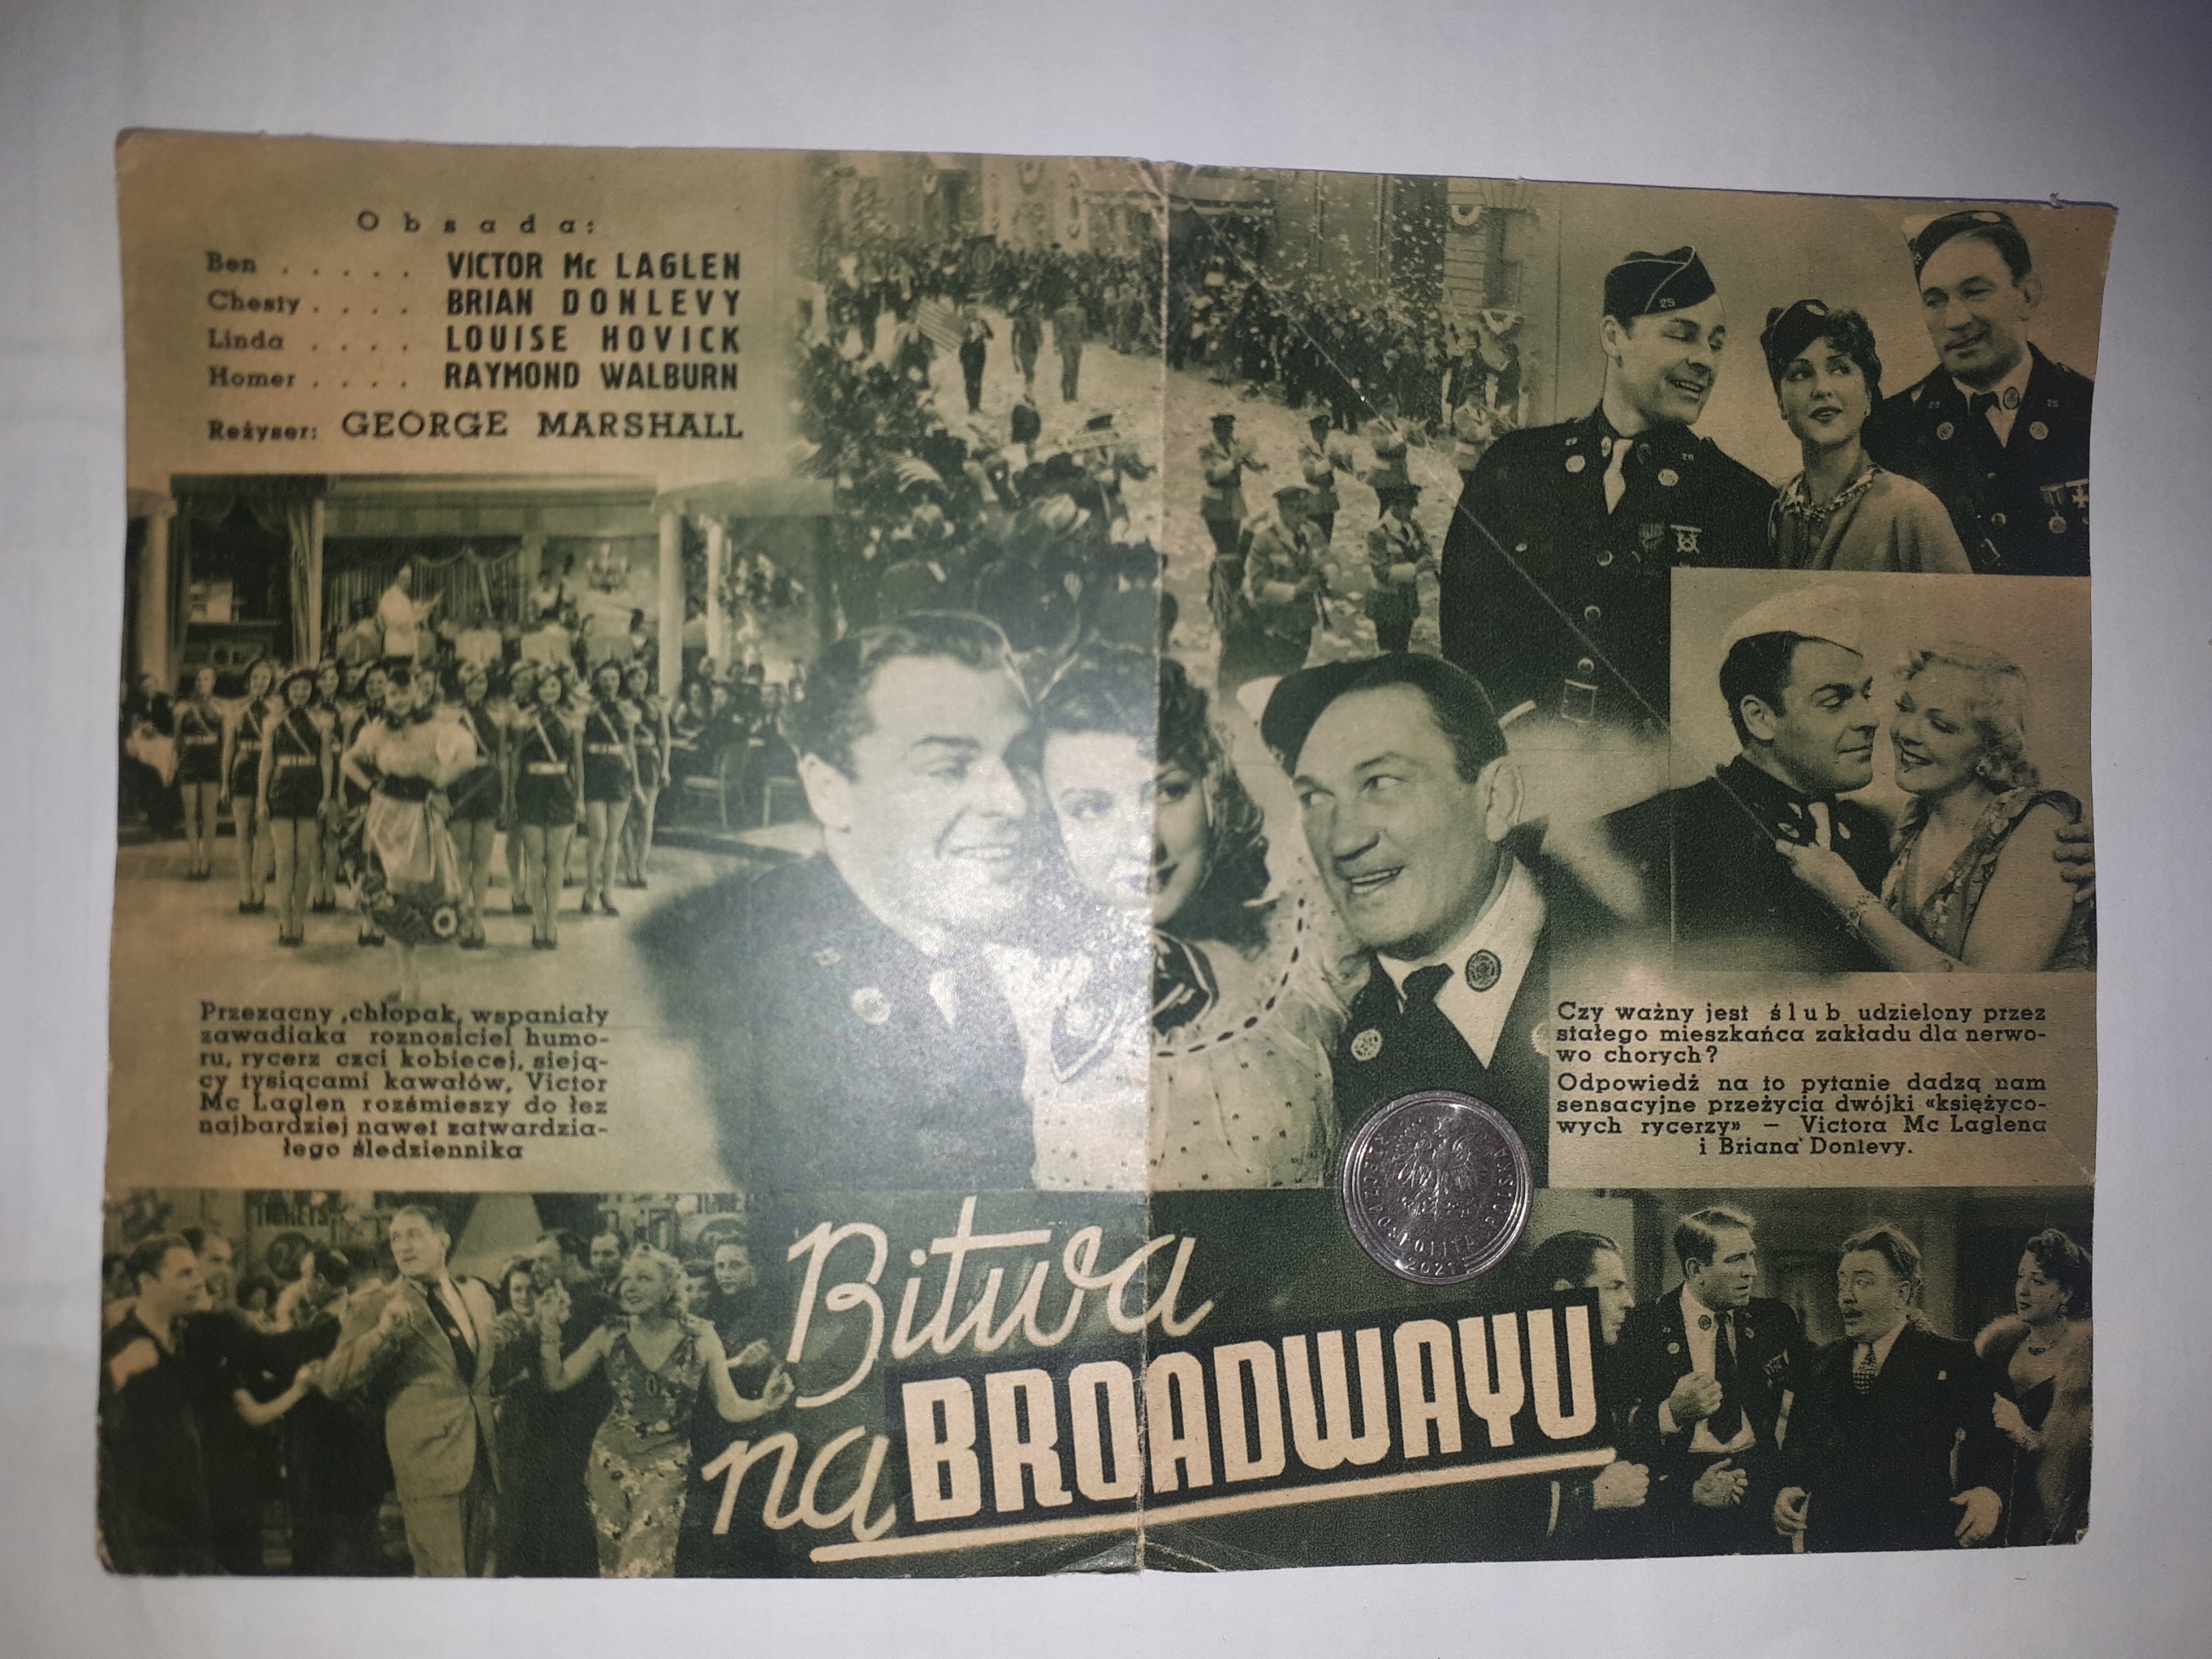 Obsada:
Ben . . . . . VICTOR Mc LAGLEN
Chesty . . . . BRIAN DONLEVY
Linda . . . . LOUISE HOVICK
Homer . . . . RAYMOND WALBURN
Reżyser: GEORGE MARSHALL
25
Przezacny ,chłopak, wspaniały
zawadiaka roznosiciel humo-
ru, rycerz czci kobiecej, sieją-
cy tysiącami kawałów, Victor
Mc Laglen rozśmieszy do łez
najbardziej nawet zatwardzia-
łego śledziennika
Czy ważny jest ślub udzielony przez
stałego mieszkańca zakładu dla nerwo-
wo chorych?
Odpowiedź na to pytanie dadzą nam
sensacyjne przeżycia dwójki «księżyco-
wych rycerzy» — Victora Mc Laglena
i Briana Donlevy.
RZECZPOSPOLITA POLSKA
2021
TICKETS
Bitwa
na BROADWAYU